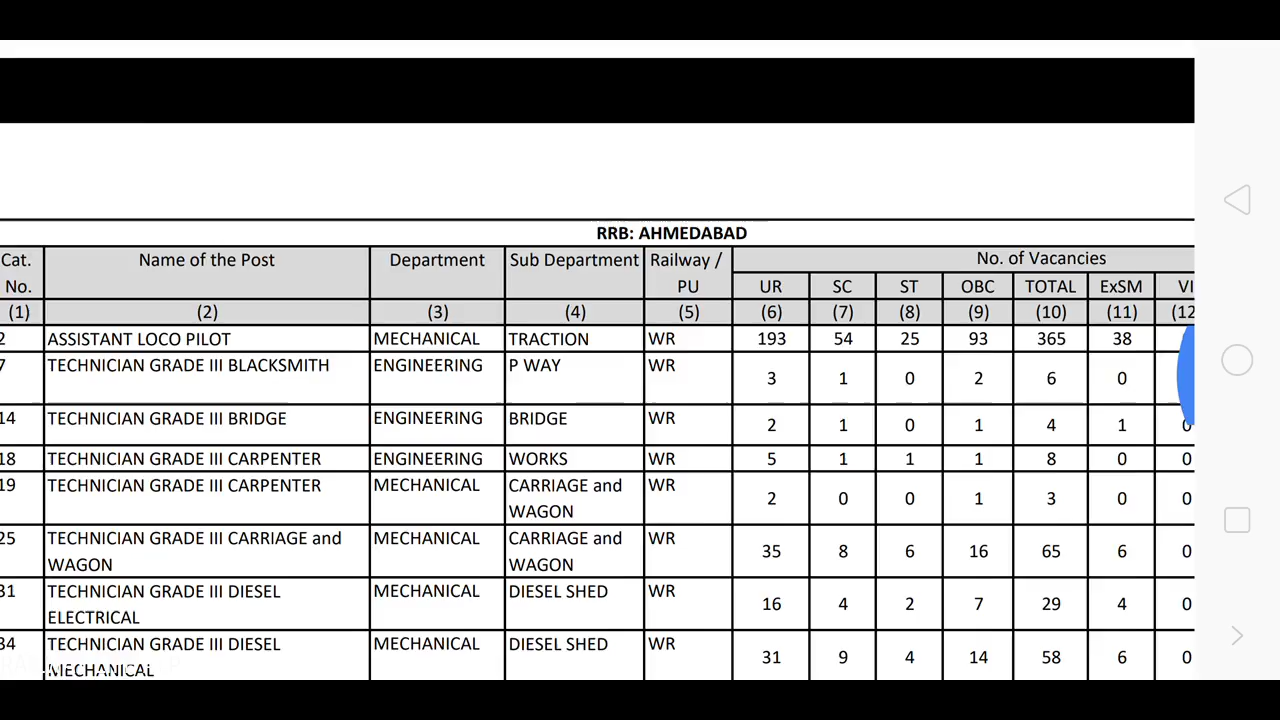 RRB: AHMEDABAD
Cat. No. Name of the Post Department Sub Department Railway / PU No. of Vacancies
UR SC ST OBC TOTAL ExSM VI
(1) (2) (3) (4) (5) (6) (7) (8) (9) (10) (11) (12
2 ASSISTANT LOCO PILOT MECHANICAL TRACTION WR 193 54 25 93 365 38
7 TECHNICIAN GRADE III BLACKSMITH ENGINEERING P WAY WR 3 1 0 2 6 0
14 TECHNICIAN GRADE III BRIDGE ENGINEERING BRIDGE WR 2 1 0 1 4 1 0
18 TECHNICIAN GRADE III CARPENTER ENGINEERING WORKS WR 5 1 1 1 8 0 0
19 TECHNICIAN GRADE III CARPENTER MECHANICAL CARRIAGE and WAGON WR 2 0 0 1 3 0 0
25 TECHNICIAN GRADE III CARRIAGE and WAGON MECHANICAL CARRIAGE and WAGON WR 35 8 6 16 65 6 0
31 TECHNICIAN GRADE III DIESEL ELECTRICAL MECHANICAL DIESEL SHED WR 16 4 2 7 29 4 0
34 TECHNICIAN GRADE III DIESEL MECHANICAL MECHANICAL DIESEL SHED WR 31 9 4 14 58 6 0